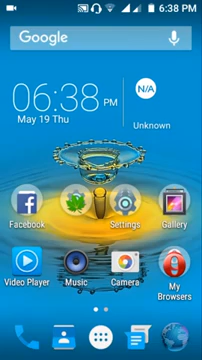 6:38 PM
Google
06:38 PM
May 19 Thu
N/A
Unknown
Facebook
Settings
Gallery
Video Player
Music
Camera
My
Browsers